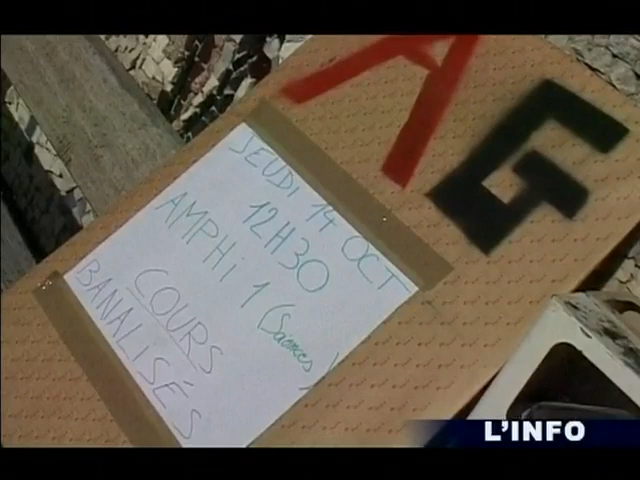 AG
JEUDI 14 OCT
12H30
AMPHI 1 (Sciences)
COURS
BANALISÉS
L'INFO